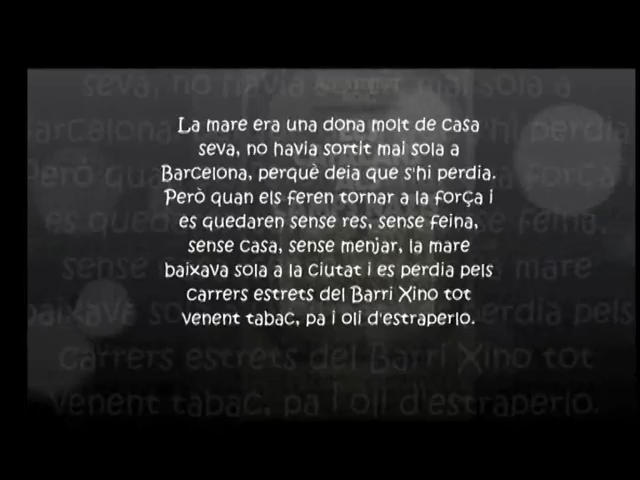 La mare era una dona molt de casa
seva, no havia sortit mai sola a
Barcelona, perquè deia que s'hi perdia.
Però quan els feren tornar a la força i
es quedaren sense res, sense feina,
sense casa, sense menjar, la mare
baixava sola a la ciutat i es perdia pels
carrers estrets del Barri Xino tot
venent tabac, pa i oli d'estraperlo.